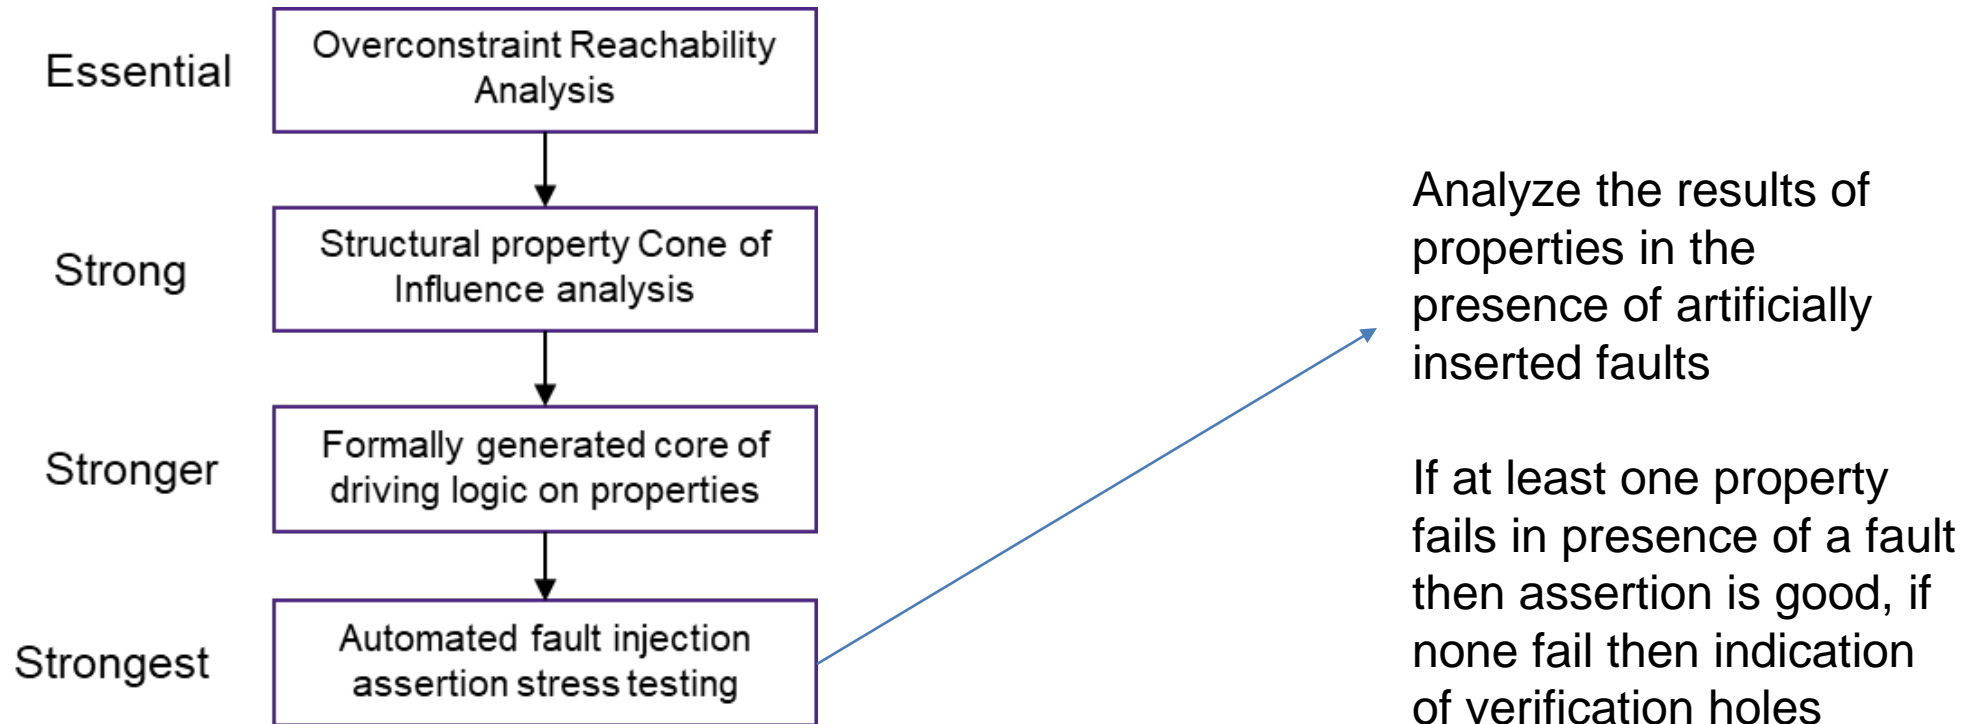 Essential
Overconstraint Reachability
Analysis
Strong
Structural property Cone of
Influence analysis
Stronger
Formally generated core of
driving logic on properties
Strongest
Automated fault injection
assertion stress testing
Analyze the results of
properties in the
presence of artificially
inserted faults
If at least one property
fails in presence of a fault
then assertion is good, if
none fail then indication
of verification holes